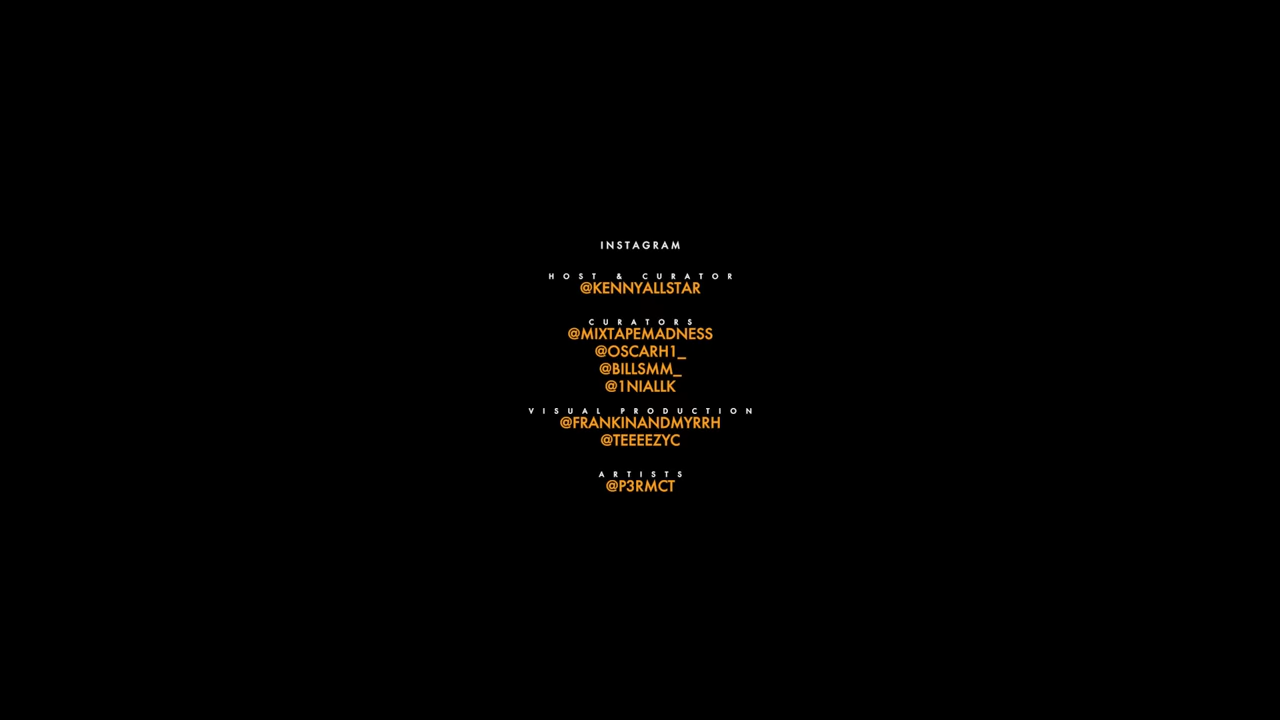 INSTAGRAM
HOST & CURATOR
@KENNYALLSTAR
CURATORS
@MIXTAPEMADNESS
@OSCARH1_
@BILLSMM_
@1NIALLK
VISUAL PRODUCTION
@FRANKINANDMYRRH
@TEEEEZYC
ARTISTS
@P3RMCT